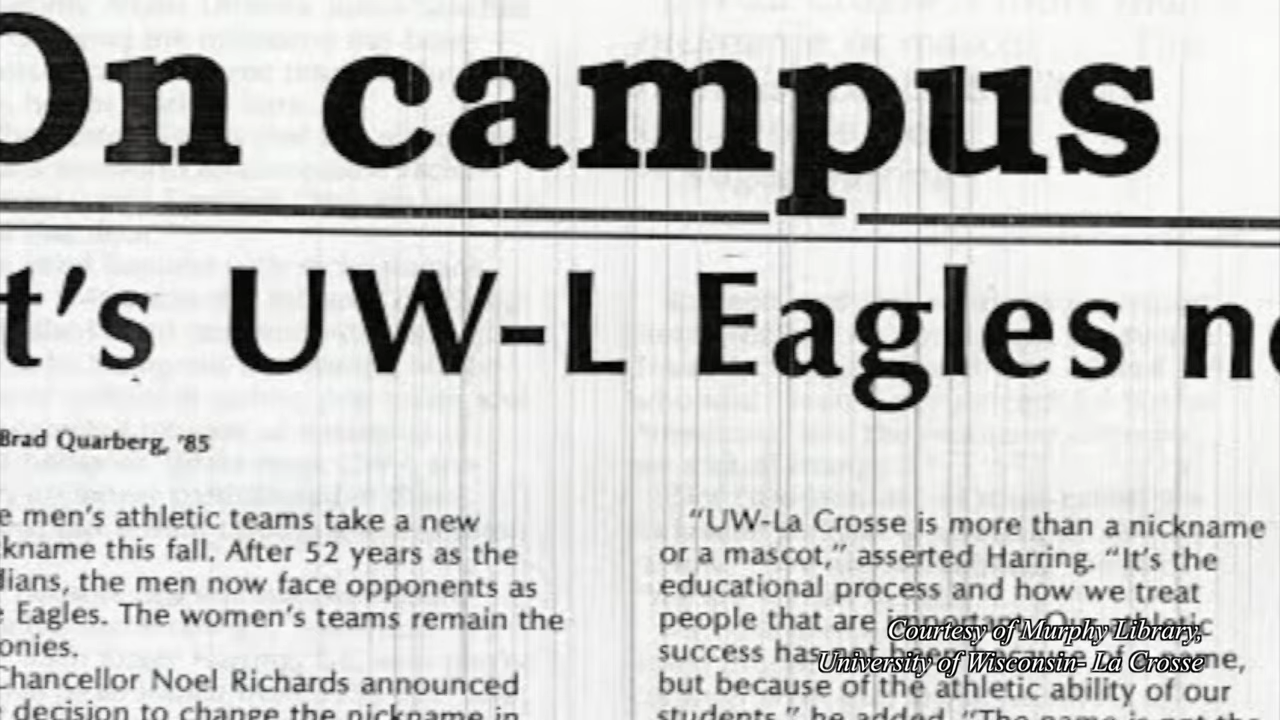 On campus
t's UW-L Eagles
Brad Quarberg, '85
men's athletic teams take a new
kname this fall. After 52 years as the
dians, the men now face opponents as
Eagles. The women's teams remain the
onies.
Chancellor Noel Richards announced
decision to change the nickname in
"UW-La Crosse is more than a nickname
or a mascot," asserted Harring. "It's the
educational process and how we treat
people that are important. Our athletic
success has not been because of a name,
but because of the athletic ability of our
students," he added. "The name is not the
Courtesy of Murphy Library,
University of Wisconsin- La Crosse